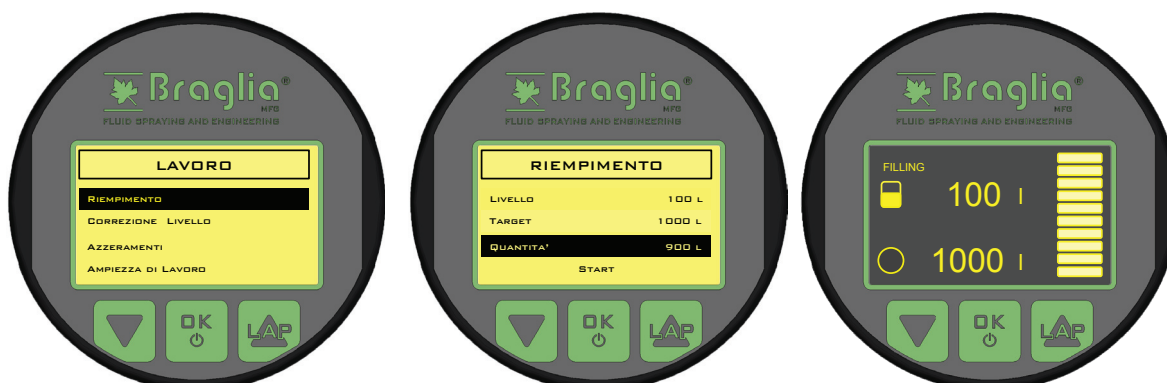 Braglia®
MFG
FLUID SPRAYING AND ENGINEERING
LAVORO
RIEMPIMENTO
CORREZIONE LIVELLO
AZZERAMENTI
AMPIEZZA DI LAVORO
OK
LAP
Braglia®
MFG
FLUID SPRAYING AND ENGINEERING
RIEMPIMENTO
LIVELLO 100 L
TARGET 1000 L
QUANTITA' 900 L
START
OK
LAP
Braglia®
MFG
FLUID SPRAYING AND ENGINEERING
FILLING
100 l
1000 l
OK
LAP